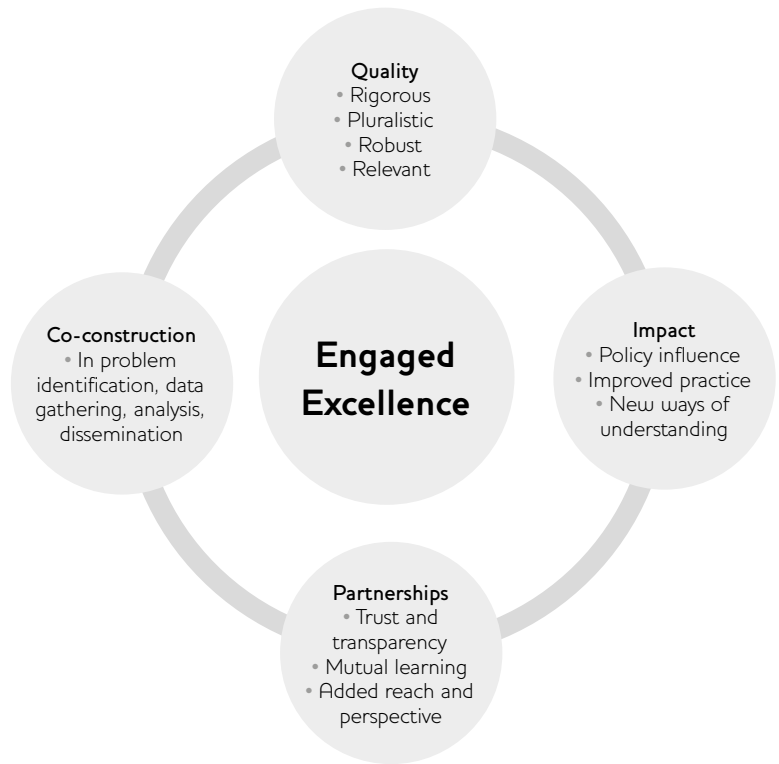 Quality
• Rigorous
• Pluralistic
• Robust
• Relevant
Co-construction
• In problem
identification, data
gathering, analysis,
dissemination
Engaged
Excellence
Impact
• Policy influence
• Improved practice
• New ways of
understanding
Partnerships
• Trust and
transparency
• Mutual learning
• Added reach and
perspective